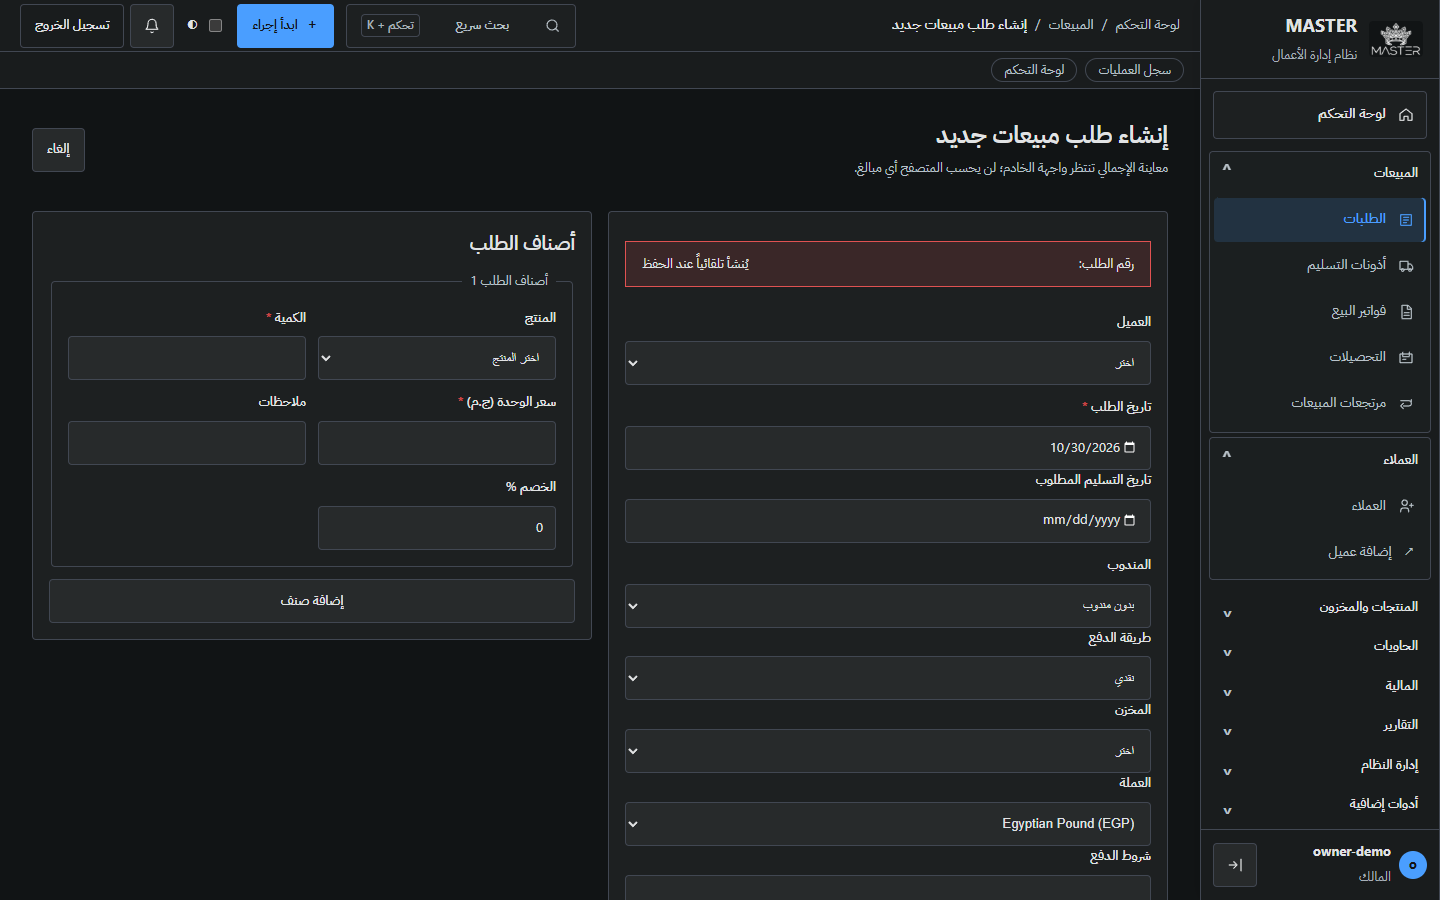 MASTER
نظام إدارة الأعمال
MASTER
لوحة التحكم
المبيعات
الطلبات
أذونات التسليم
فواتير البيع
التحصيلات
مرتجعات المبيعات
العملاء
العملاء
إضافة عميل
المنتجات والمخزون
الحاويات
المالية
التقارير
إدارة النظام
أدوات إضافية
owner-demo
المالك
o
لوحة التحكم / المبيعات / إنشاء طلب مبيعات جديد
بحث سريع
تحكم + K
+ ابدأ إجراء
تسجيل الخروج
سجل العمليات
لوحة التحكم
إنشاء طلب مبيعات جديد
معاينة الإجمالي تنتظر واجهة الخادم؛ لن يحسب المتصفح أي مبالغ.
إلغاء
رقم الطلب: يُنشأ تلقائياً عند الحفظ
العميل
اختر
تاريخ الطلب *
10/30/2026
تاريخ التسليم المطلوب
mm/dd/yyyy
المندوب
بدون مندوب
طريقة الدفع
نقدي
المخزن
اختر
العملة
Egyptian Pound (EGP)
شروط الدفع
أصناف الطلب
أصناف الطلب 1
المنتج
اختر المنتج
الكمية *
سعر الوحدة (ج.م) *
ملاحظات
الخصم %
0
إضافة صنف